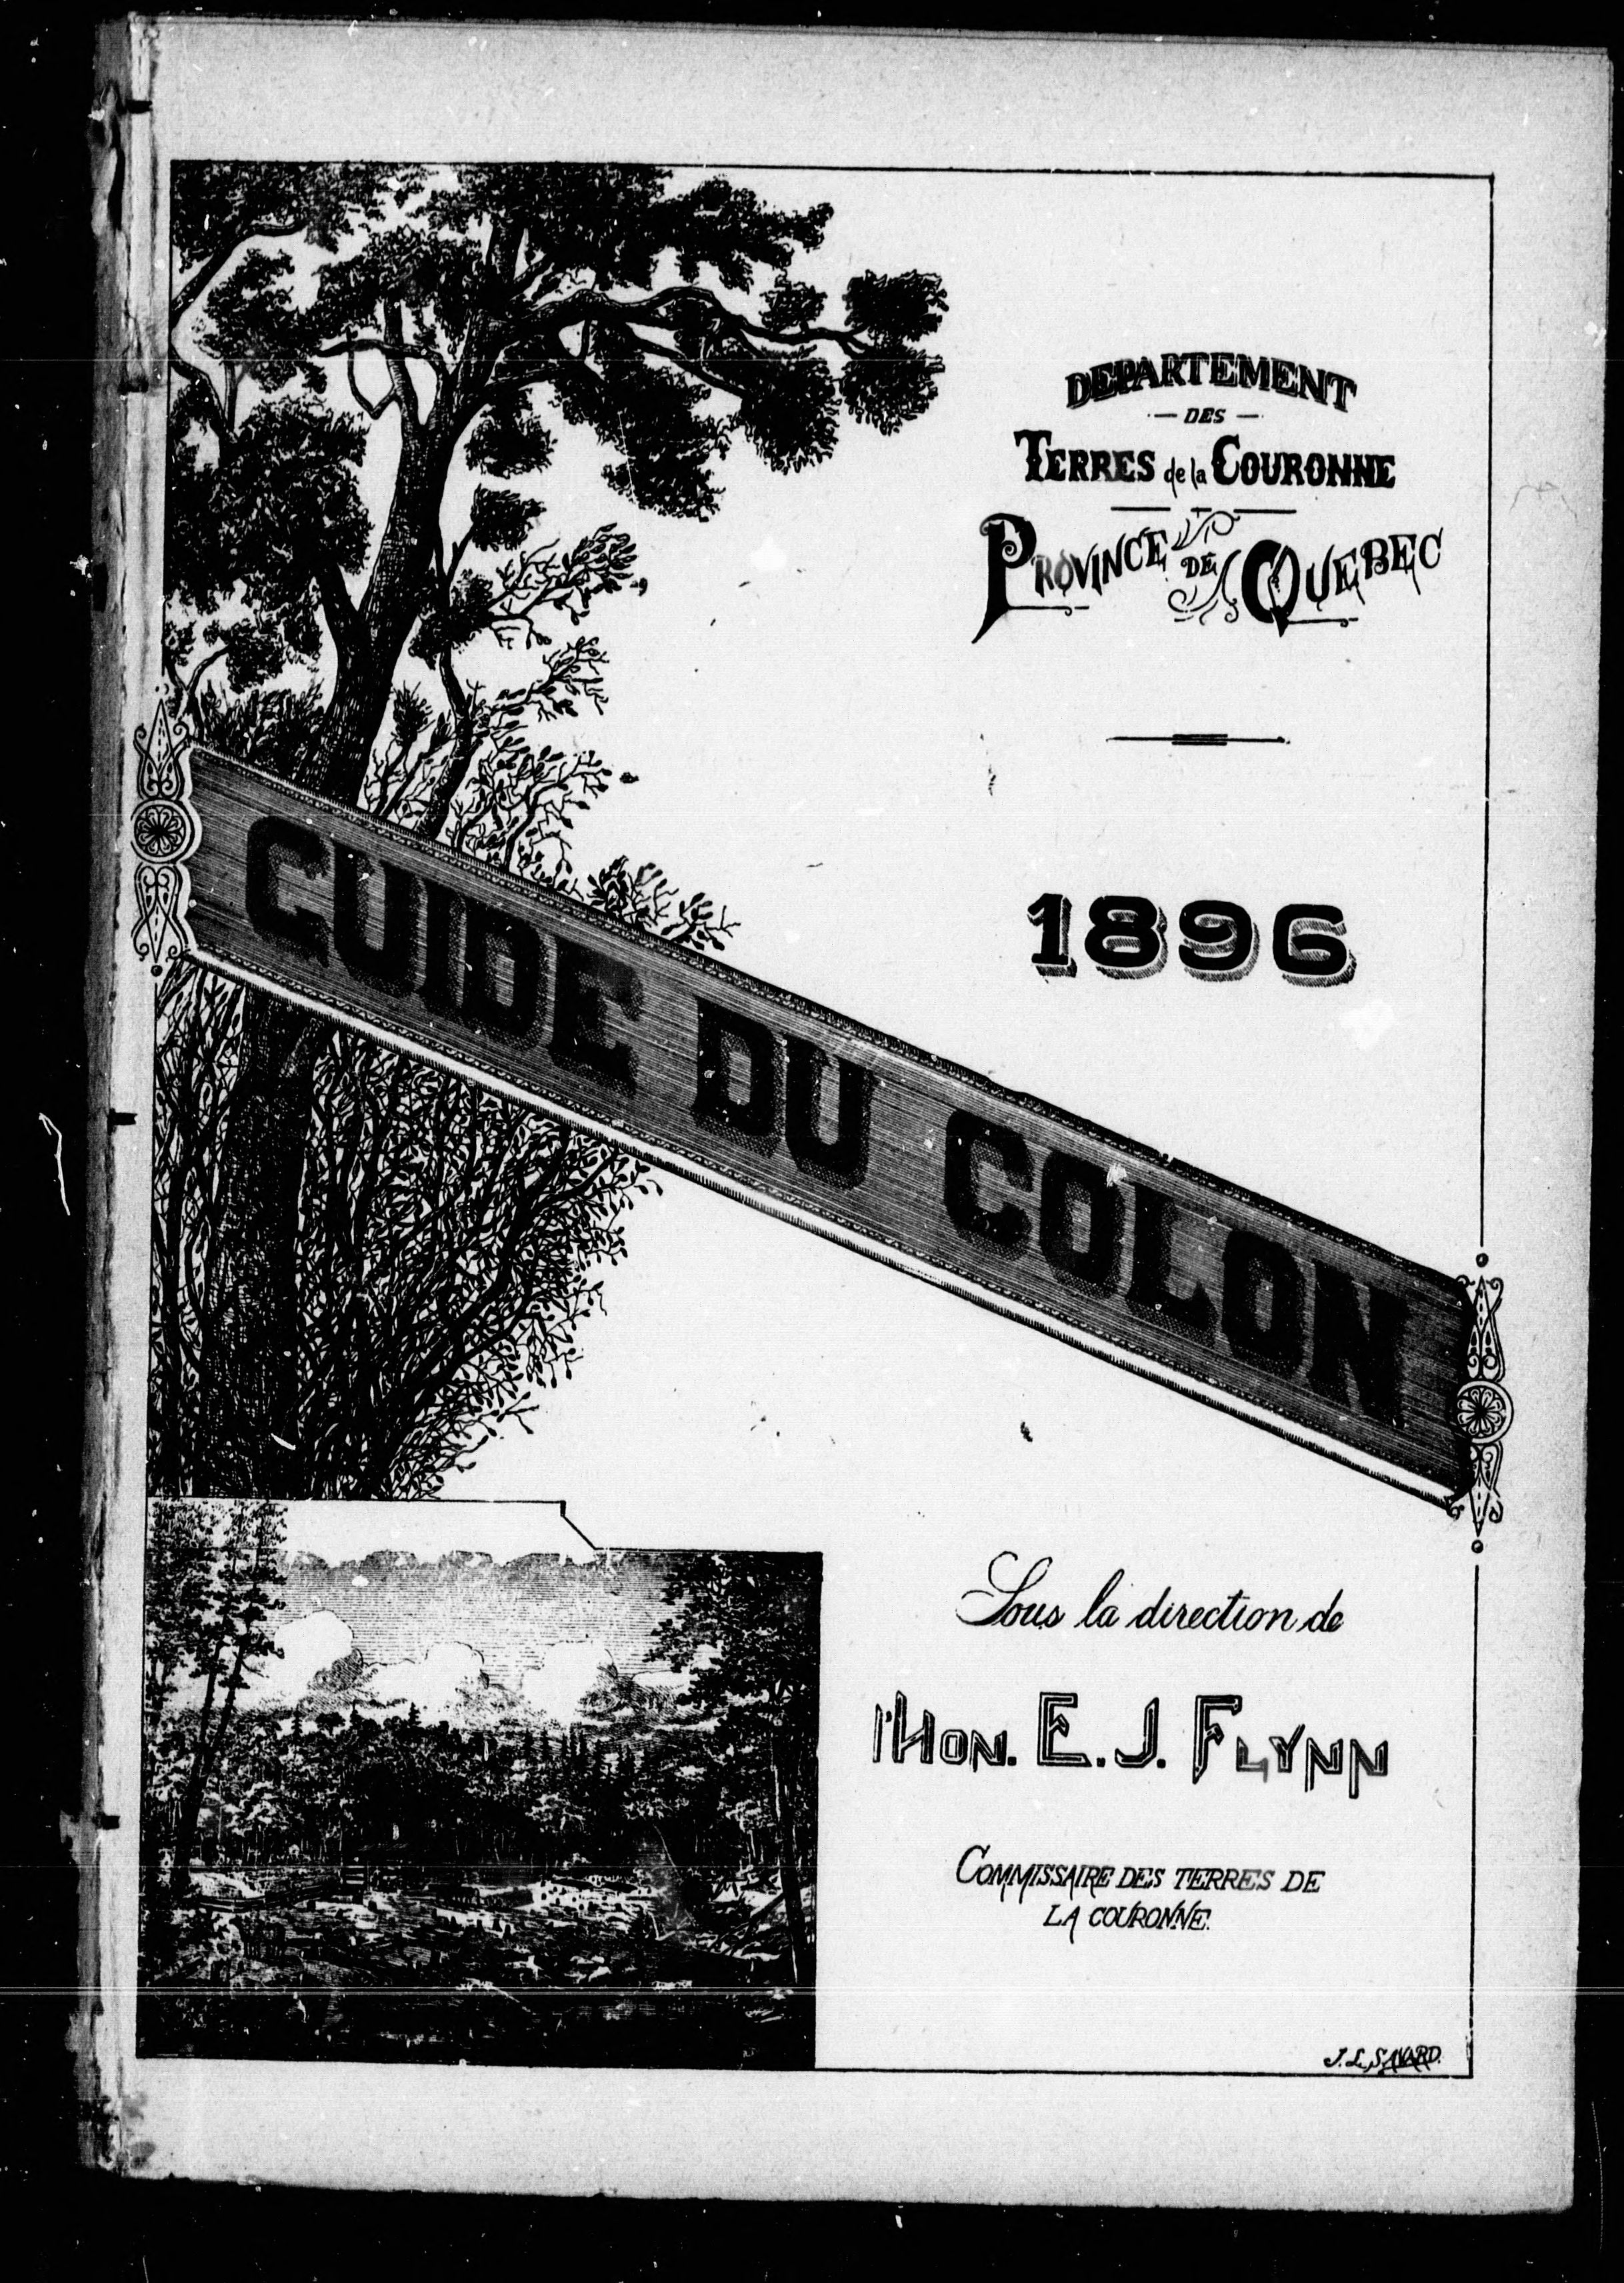 DEPARTEMENT
— DES —
TERRES de la COURONNE
PROVINCE DE QUEBEC
1896
GUIDE DU COLON
Sous la direction de
l'HON. E. J. FLYNN
COMMISSAIRE DES TERRES DE
LA COURONNE.
J. L. SAVARD.